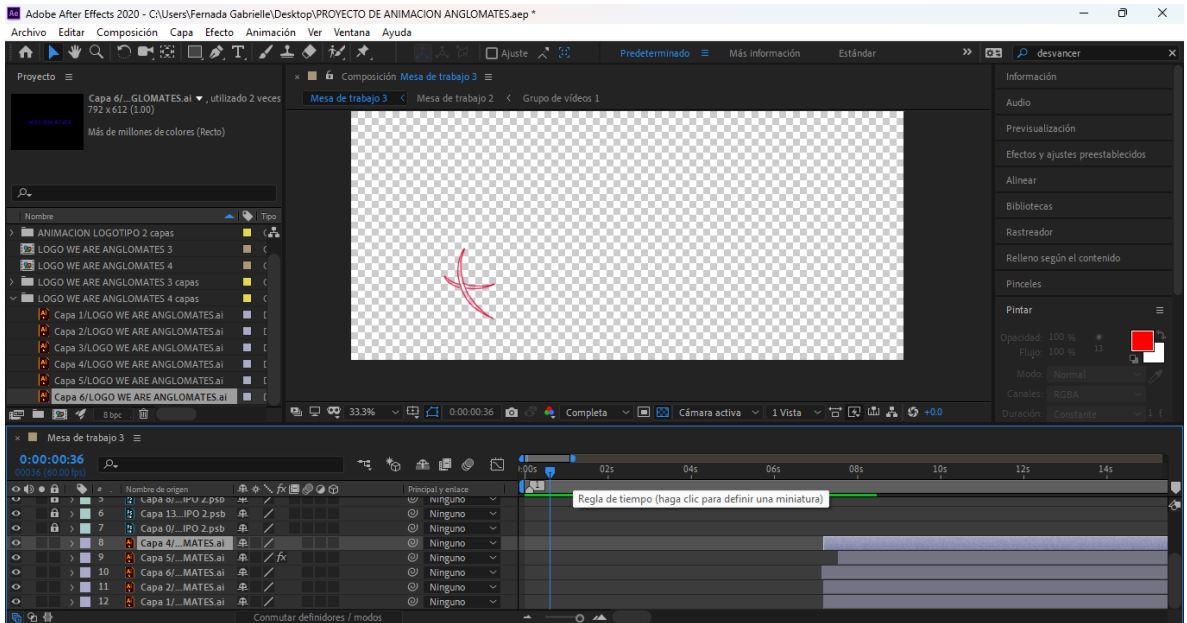 Adobe After Effects 2020 - C:\Users\Fernada Gabrielle\Desktop\PROYECTO DE ANIMACION ANGLOMATES.aep *
Archivo Editar Composición Capa Efecto Animación Ver Ventana Ayuda
Ajuste Predeterminado Más información Estándar desvancer
Proyecto
Capa 6/...GLOMATES.ai , utilizado 2 veces
792 x 612 (1.00)
Más de millones de colores (Recto)
Nombre Tipo
ANIMACION LOGOTIPO 2 capas
LOGO WE ARE ANGLOMATES 3
LOGO WE ARE ANGLOMATES 4
LOGO WE ARE ANGLOMATES 3 capas
LOGO WE ARE ANGLOMATES 4 capas
Capa 1/LOGO WE ARE ANGLOMATES.ai
Capa 2/LOGO WE ARE ANGLOMATES.ai
Capa 3/LOGO WE ARE ANGLOMATES.ai
Capa 4/LOGO WE ARE ANGLOMATES.ai
Capa 5/LOGO WE ARE ANGLOMATES.ai
Capa 6/LOGO WE ARE ANGLOMATES.ai
8 bpc
Composición Mesa de trabajo 3
Mesa de trabajo 3 Mesa de trabajo 2 Grupo de vídeos 1
33.3% 0:00:00:36 Completa Cámara activa 1 Vista +0.0
Información
Audio
Previsualización
Efectos y ajustes preestablecidos
Alinear
Bibliotecas
Rastreador
Relleno según el contenido
Pinceles
Pintar
Opacidad: 100 %
Flujo: 100 % 13
Modo: Normal
Canales: RGBA
Duración: Constante 1 f
Mesa de trabajo 3
0:00:00:36
00036 (60.00 fps)
:00s 02s 04s 06s 08s 10s 12s 14s
# Nombre de origen Principal y enlace 1
5 Capa 8/...IPO 2.psb Ninguno
Regla de tiempo (haga clic para definir una miniatura)
6 Capa 13...IPO 2.psb Ninguno
7 Capa 0/...IPO 2.psb Ninguno
8 Capa 4/...MATES.ai Ninguno
9 Capa 5/...MATES.ai fx Ninguno
10 Capa 6/...MATES.ai Ninguno
11 Capa 2/...MATES.ai Ninguno
12 Capa 1/...MATES.ai Ninguno
Conmutar definidores / modos